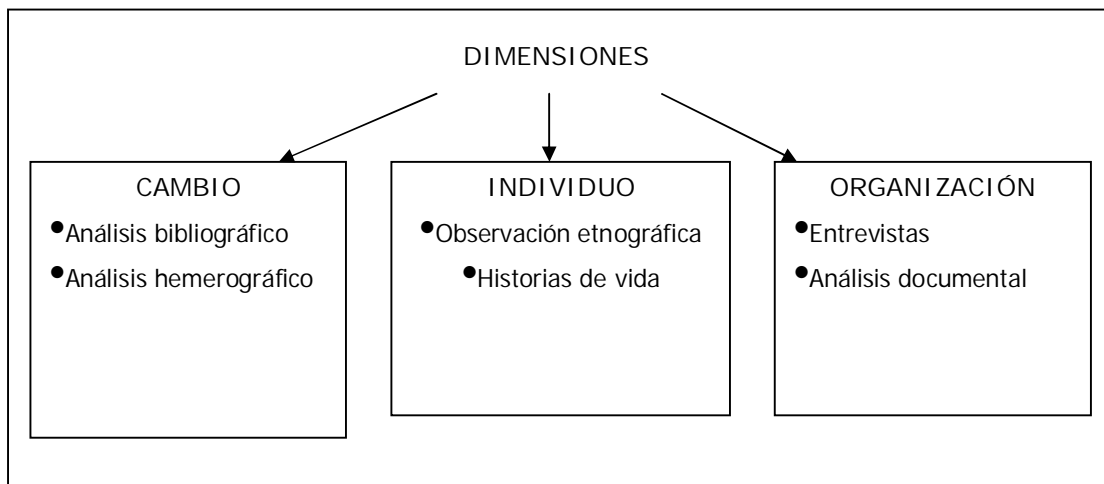 DIMENSIONES
CAMBIO
•Análisis bibliográfico
•Análisis hemerográfico
INDIVIDUO
•Observación etnográfica
•Historias de vida
ORGANIZACIÓN
•Entrevistas
•Análisis documental